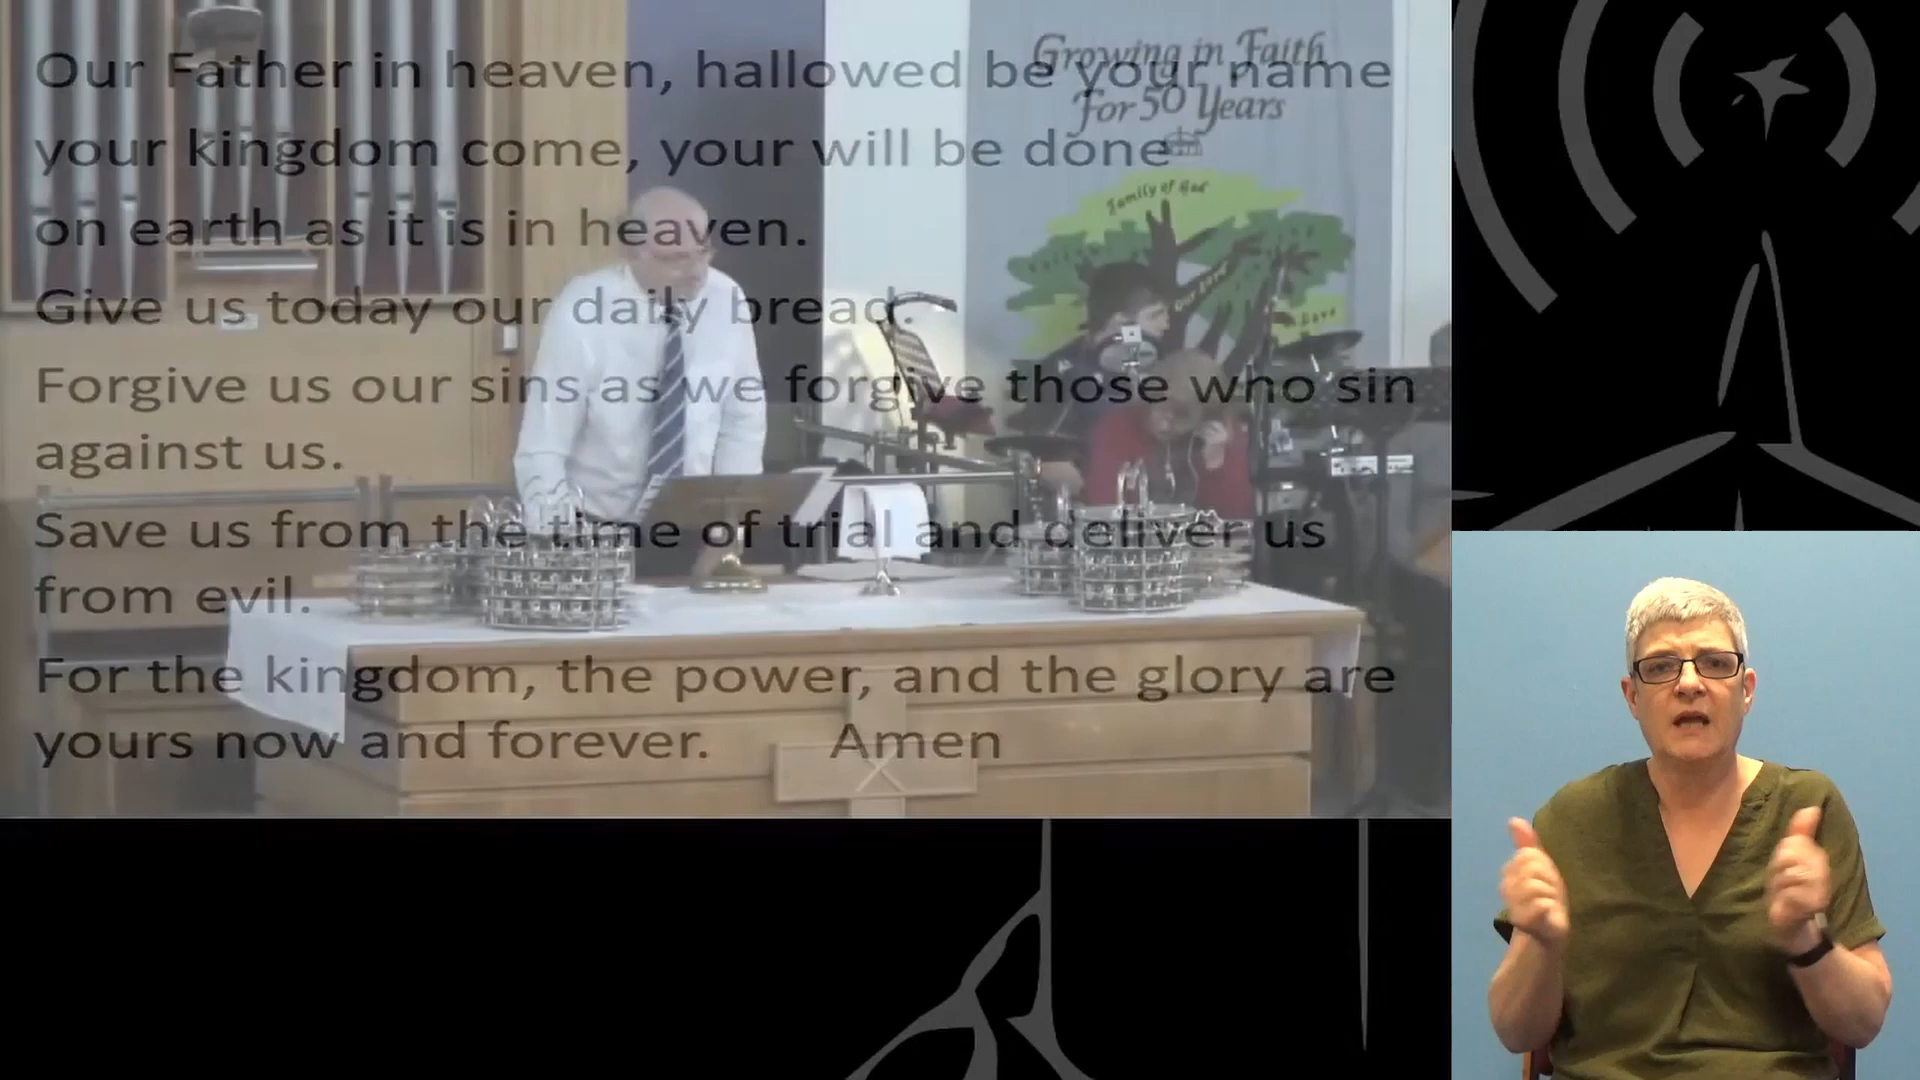 Our Father in heaven, hallowed be your name
your kingdom come, your will be done
on earth as it is in heaven.
Give us today our daily bread.
Forgive us our sins as we forgive those who sin
against us.
Save us from the time of trial and deliver us
from evil.
For the kingdom, the power, and the glory are
yours now and forever. Amen
Growing in Faith
For 50 Years
Family of God
Our Lord
Love